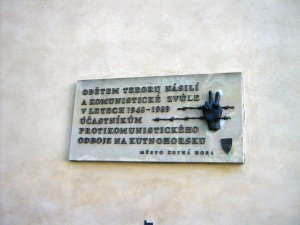 OBĚTEM TERORU NÁSILÍ
A KOMUNISTICKÉ ZVŮLE
V LETECH 1948-1989
ÚČASTNÍKŮM
PROTIKOMUNISTICKÉHO
ODBOJE NA KUTNOHORSKU
MĚSTO KUTNÁ HORA